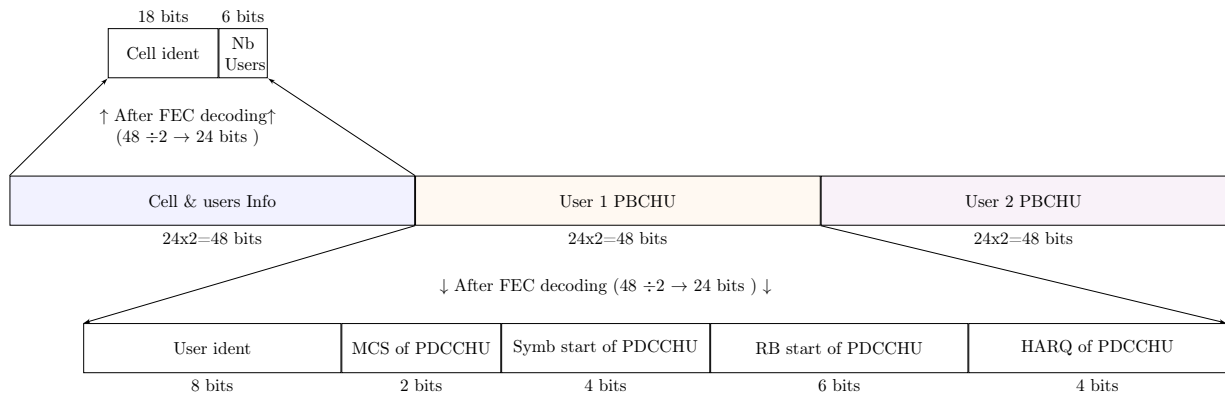 18 bits
6 bits
Cell ident
Nb
Users
↑ After FEC decoding↑
(48 ÷2 → 24 bits )
Cell & users Info
User 1 PBCHU
User 2 PBCHU
24x2=48 bits
24x2=48 bits
24x2=48 bits
↓ After FEC decoding (48 ÷2 → 24 bits ) ↓
User ident
MCS of PDCCHU
Symb start of PDCCHU
RB start of PDCCHU
HARQ of PDCCHU
8 bits
2 bits
4 bits
6 bits
4 bits